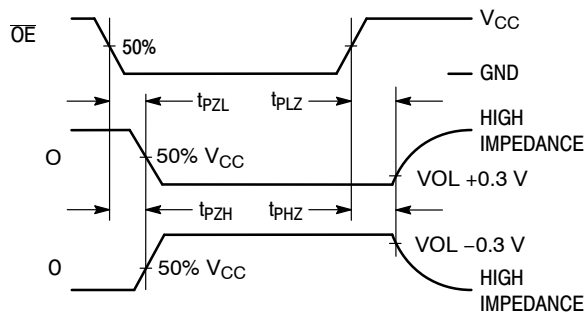 OE
50%
VCC
GND
tPZL
tPLZ
HIGH
IMPEDANCE
O
50% VCC
VOL +0.3 V
tPZH
tPHZ
VOL −0.3 V
0
50% VCC
HIGH
IMPEDANCE